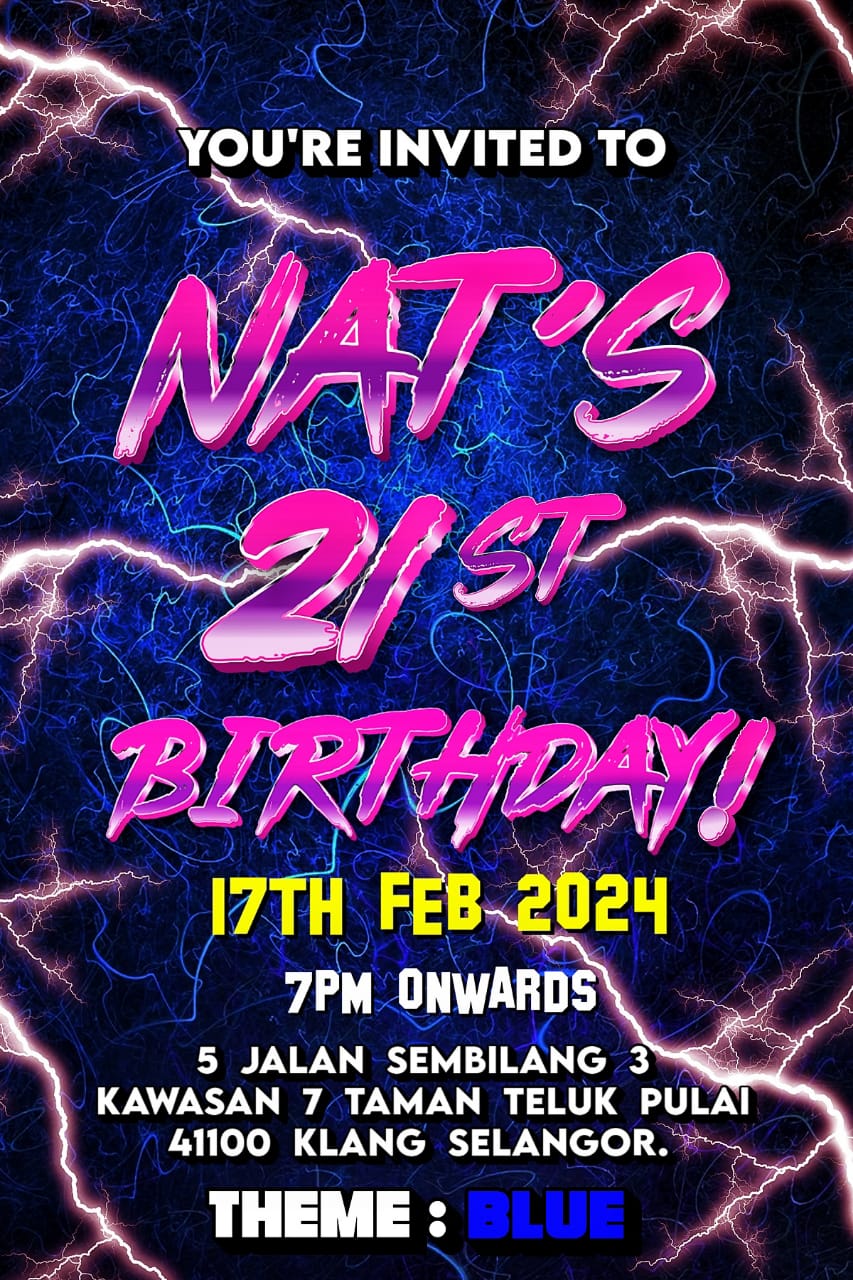 YOU'RE INVITED TO
NAT'S
21ST
BIRTHDAY!
17TH FEB 2024
7PM ONWARDS
5 JALAN SEMBILANG 3
KAWASAN 7 TAMAN TELUK PULAI
41100 KLANG SELANGOR.
THEME : BLUE